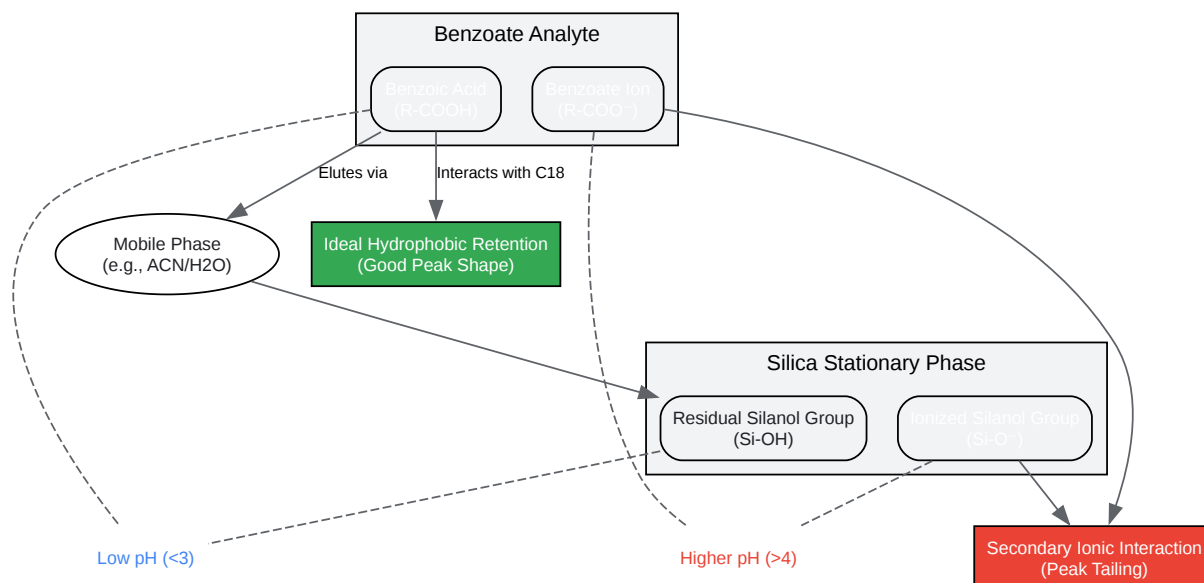 Benzoate Analyte
Benzoic Acid
(R-COOH)
Benzoate Ion
(R-COO⁻)
Elutes via
Interacts with C18
Mobile Phase
(e.g., ACN/H2O)
Ideal Hydrophobic Retention
(Good Peak Shape)
Silica Stationary Phase
Residual Silanol Group
(Si-OH)
Ionized Silanol Group
(Si-O⁻)
Low pH (<3)
Higher pH (>4)
Secondary Ionic Interaction
(Peak Tailing)